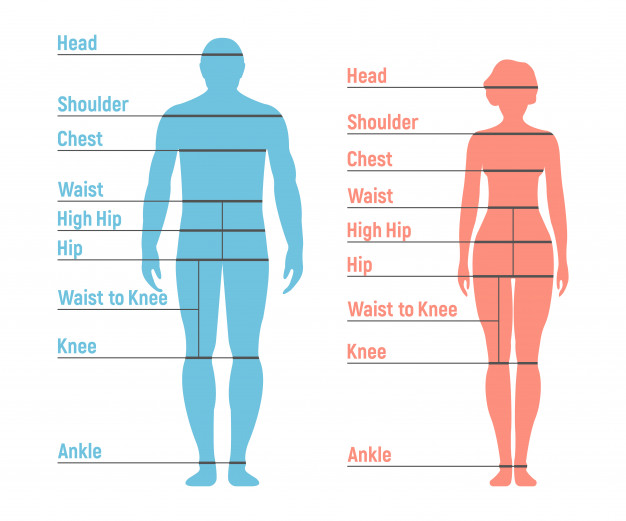 Head
Shoulder
Chest
Waist
High Hip
Hip
Waist to Knee
Knee
Ankle
Head
Shoulder
Chest
Waist
High Hip
Hip
Waist to Knee
Knee
Ankle